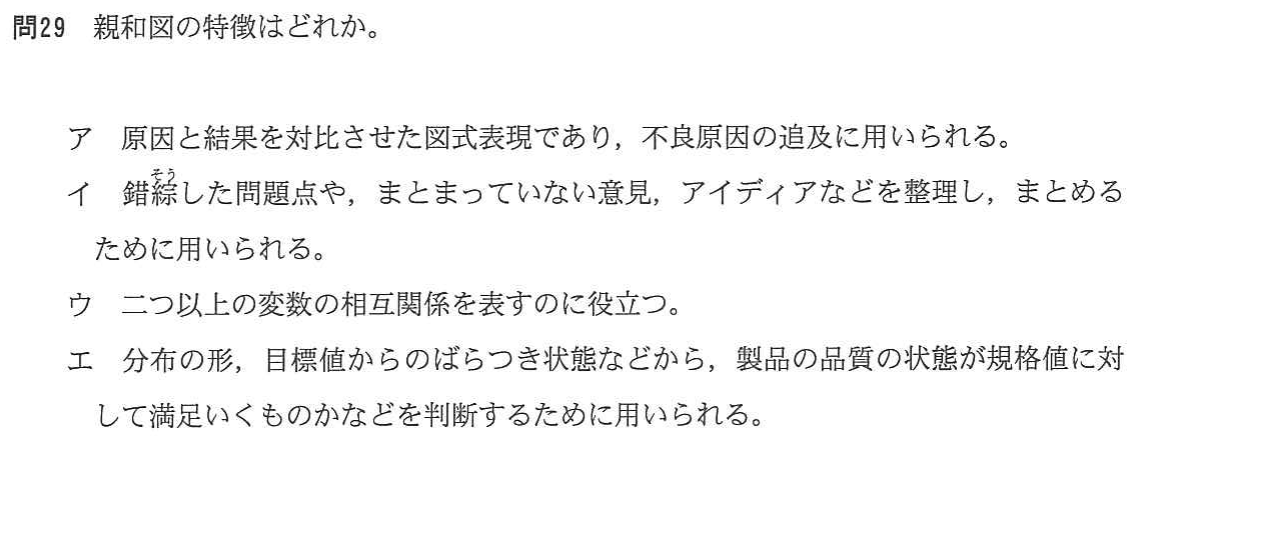 問29 親和図の特徴はどれか。
ア 原因と結果を対比させた図式表現であり，不良原因の追及に用いられる。
そう
イ 錯綜した問題点や，まとまっていない意見，アイディアなどを整理し，まとめる
ために用いられる。
ウ 二つ以上の変数の相互関係を表すのに役立つ。
エ 分布の形，目標値からのばらつき状態などから，製品の品質の状態が規格値に対
して満足いくものかなどを判断するために用いられる。